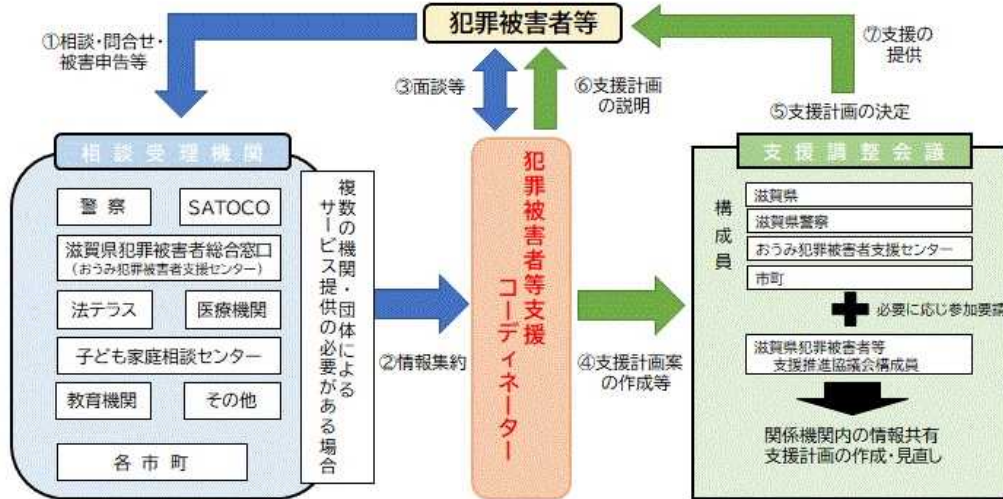 犯罪被害者等
①相談・問合せ・
被害申告等
③面談等
⑥支援計画
の説明
⑦支援の
提供
⑤支援計画の決定
相談受理機関
警察
SATOCO
滋賀県犯罪被害者総合窓口
(おうみ犯罪被害者支援センター)
法テラス
医療機関
子ども家庭相談センター
教育機関
その他
各市町
複数の機関・団体による
サービス提供の必要がある場合
②情報集約
犯罪被害者等支援
コーディネーター
④支援計画案
の作成等
支援調整会議
構成員
滋賀県
滋賀県警察
おうみ犯罪被害者支援センター
市町
必要に応じ参加要請
滋賀県犯罪被害者等
支援推進協議会構成員
関係機関内の情報共有
支援計画の作成・見直し